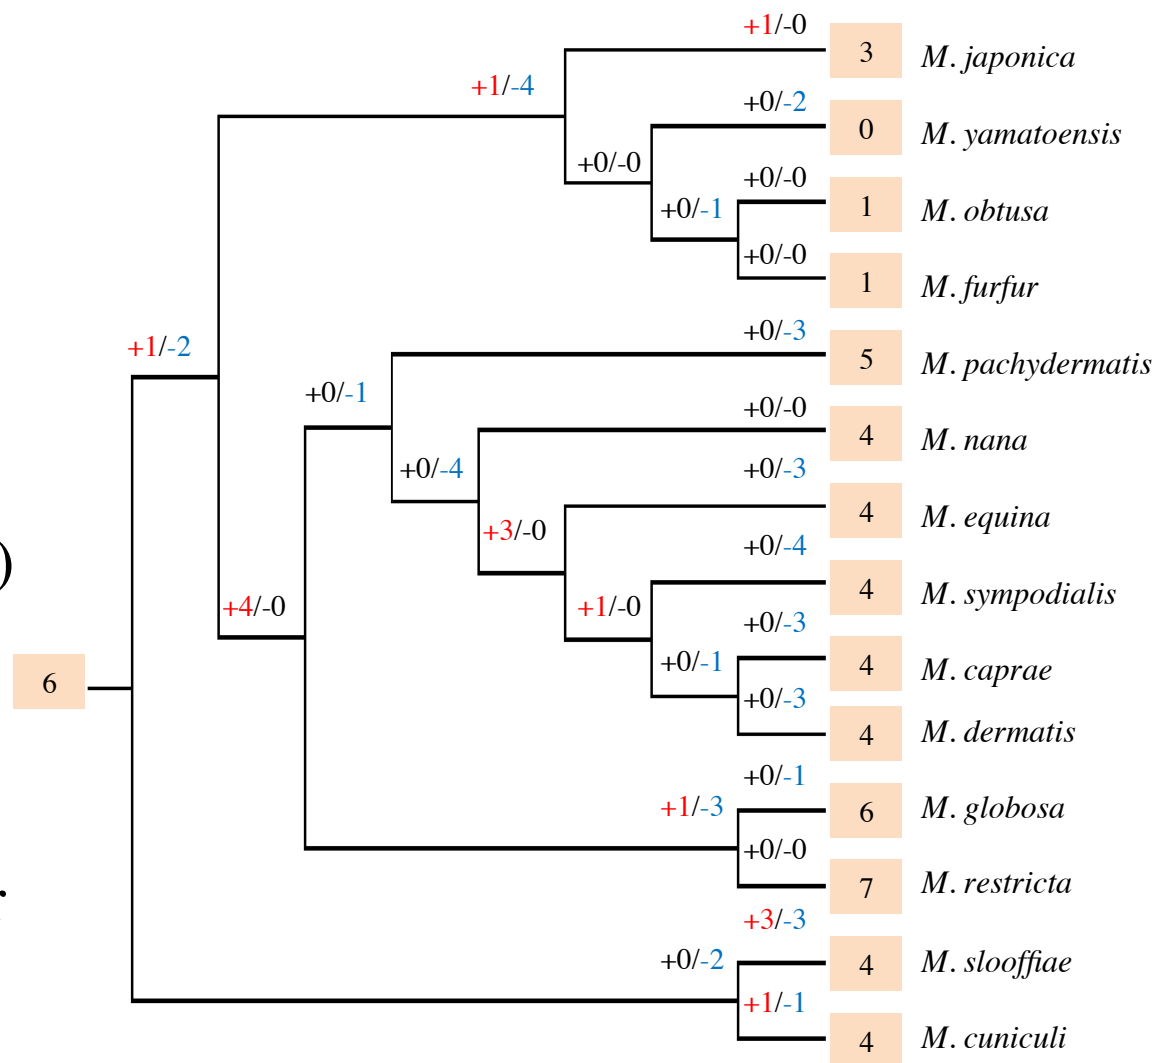 +1/-0
3 M. japonica
+1/-4
+0/-2
0 M. yamatoensis
+0/-0
+0/-0
+0/-1
1 M. obtusa
+0/-0
1 M. furfur
+0/-3
+1/-2
5 M. pachydermatis
+0/-1
+0/-0
4 M. nana
+0/-4
+0/-3
4 M. equina
+3/-0
+0/-4
)
4 M. sympodialis
+4/-0
+1/-0
+0/-3
+0/-1
4 M. caprae
6
+0/-3
4 M. dermatis
+0/-1
+1/-3
6 M. globosa
+0/-0
7 M. restricta
+3/-3
+0/-2
4 M. slooffiae
+1/-1
4 M. cuniculi